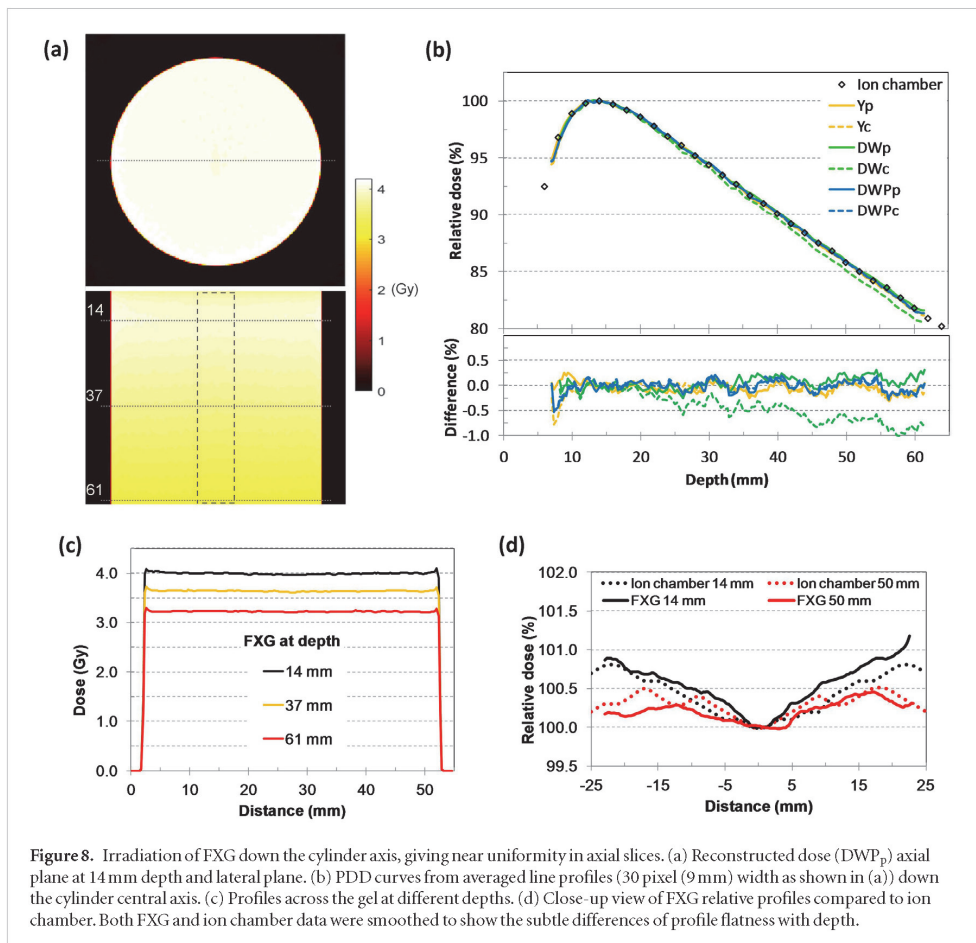 (a)
14
37
61
4
3
2
(Gy)
1
0
(b)
Relative dose (%)
100
95
90
85
80
Ion chamber
Yp
Yc
DWp
DWc
DWPp
DWPc
Difference (%)
0.5
0.0
-0.5
-1.0
0 10 20 30 40 50 60
Depth (mm)
(c)
Dose (Gy)
4.0
3.0
2.0
1.0
0.0
FXG at depth
14 mm
37 mm
61 mm
0 10 20 30 40 50
Distance (mm)
(d)
Relative dose (%)
102.0
101.5
101.0
100.5
100.0
99.5
Ion chamber 14 mm Ion chamber 50 mm
FXG 14 mm FXG 50 mm
-25 -15 -5 5 15 25
Distance (mm)
Figure 8. Irradiation of FXG down the cylinder axis, giving near uniformity in axial slices. (a) Reconstructed dose (DWPp) axial
plane at 14 mm depth and lateral plane. (b) PDD curves from averaged line profiles (30 pixel (9 mm) width as shown in (a)) down
the cylinder central axis. (c) Profiles across the gel at different depths. (d) Close-up view of FXG relative profiles compared to ion
chamber. Both FXG and ion chamber data were smoothed to show the subtle differences of profile flatness with depth.